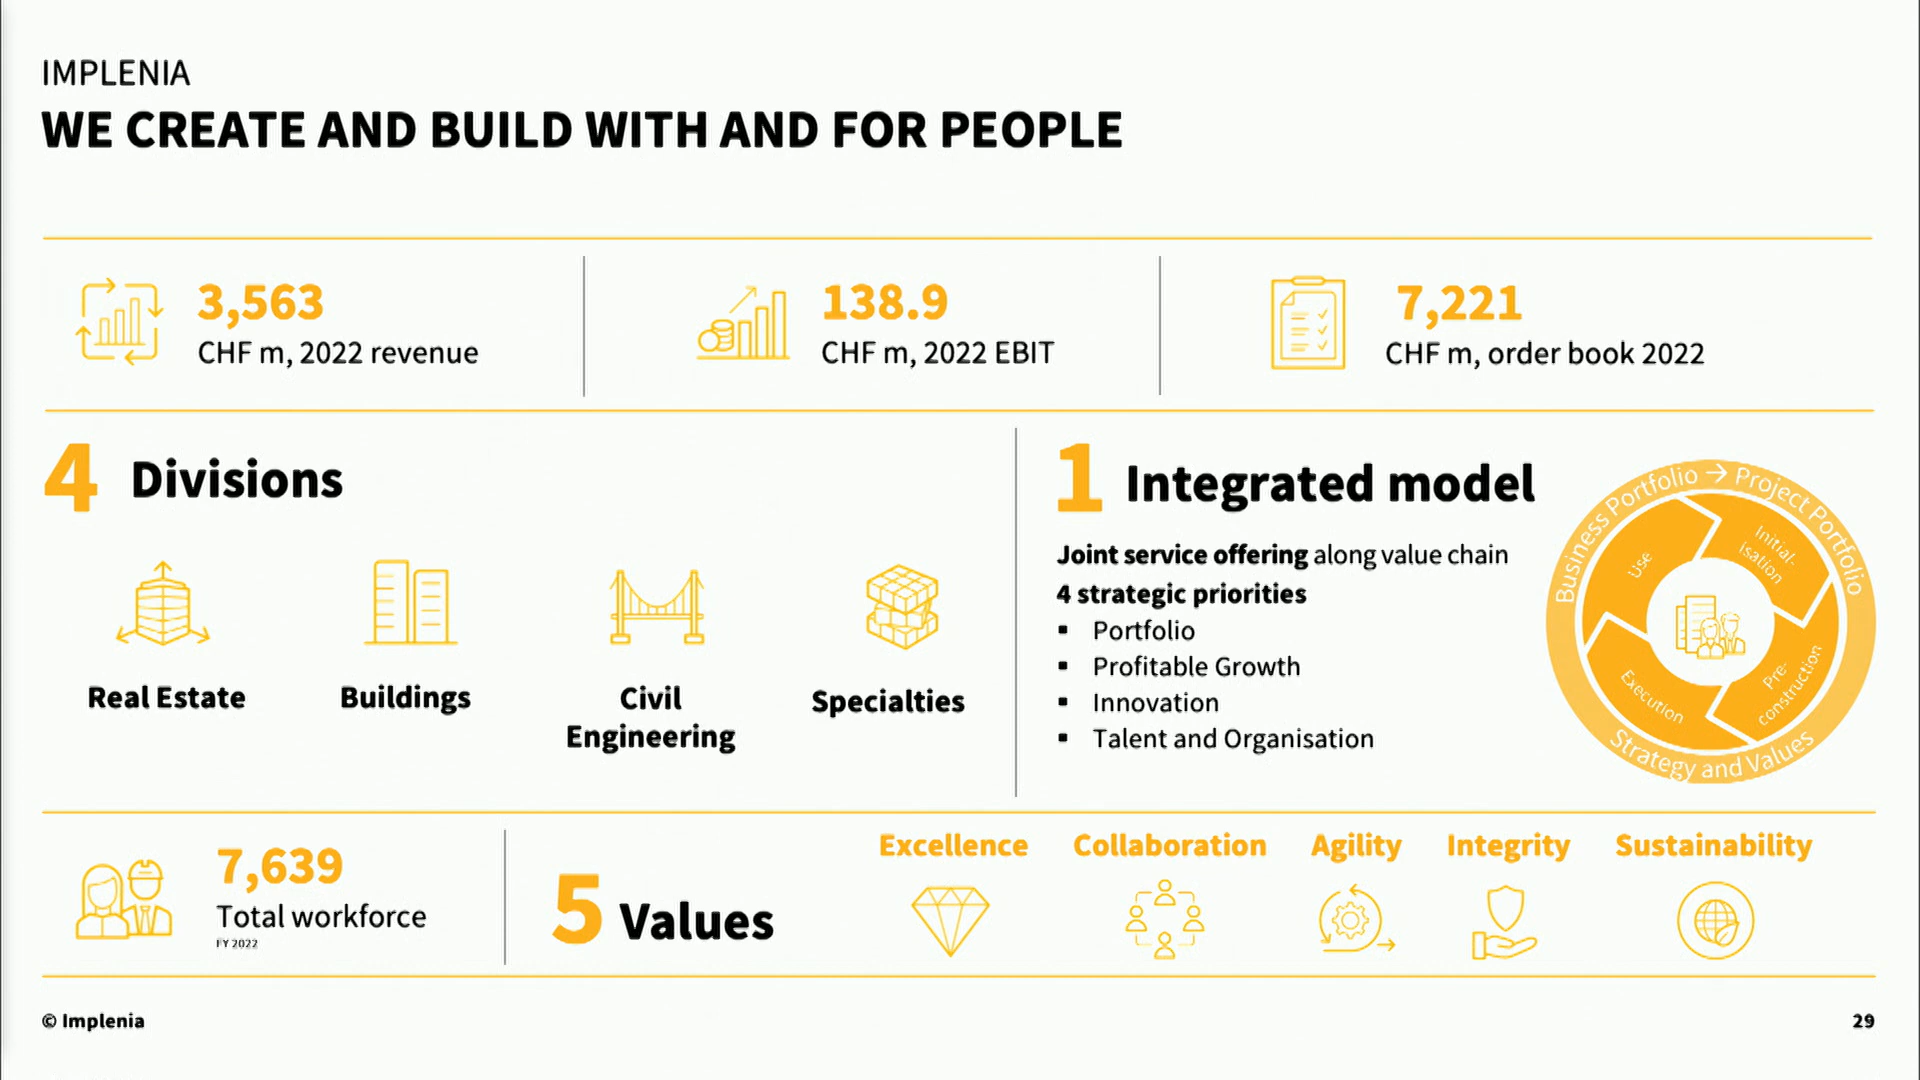 IMPLENIA
WE CREATE AND BUILD WITH AND FOR PEOPLE
3,563
CHF m, 2022 revenue
138.9
CHF m, 2022 EBIT
7,221
CHF m, order book 2022
4 Divisions
Real Estate
Buildings
Civil
Engineering
Specialties
1 Integrated model
Joint service offering along value chain
4 strategic priorities
▪ Portfolio
▪ Profitable Growth
▪ Innovation
▪ Talent and Organisation
Business Portfolio → Project Portfolio
Strategy and Values
Use
Initial-
isation
Pre-
construction
Execution
7,639
Total workforce
FY 2022
5 Values
Excellence
Collaboration
Agility
Integrity
Sustainability
© Implenia
29